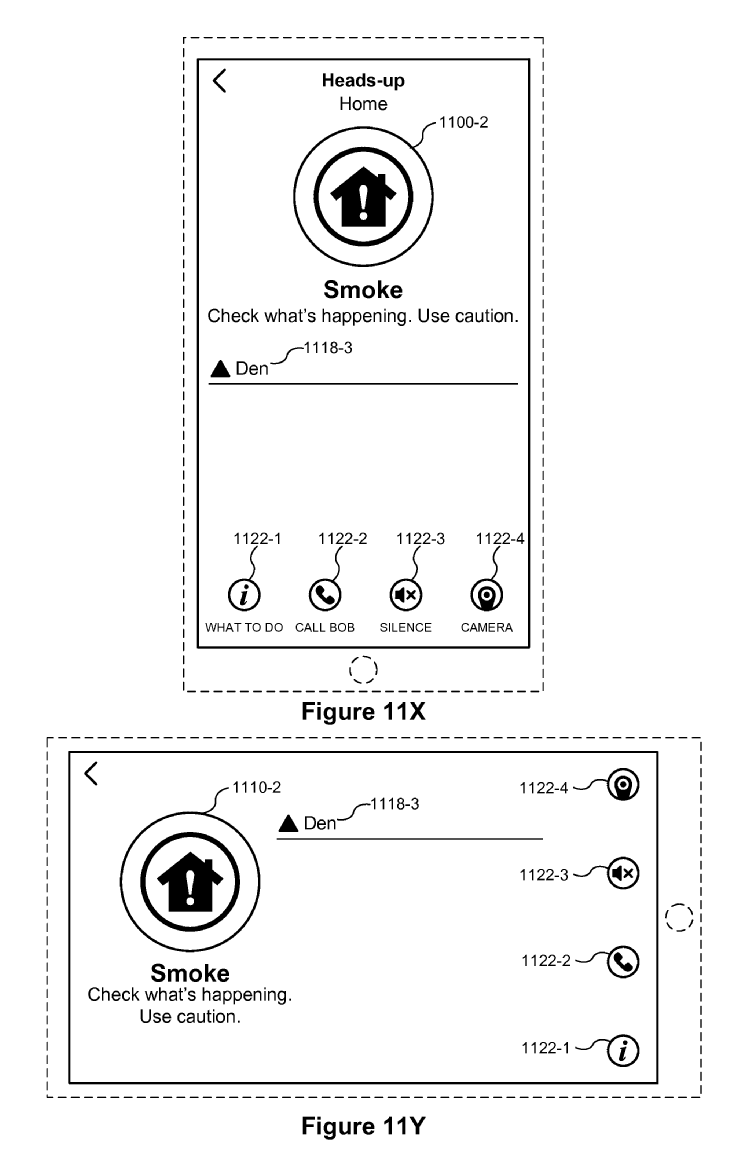 Heads-up
Home
1100-2
Smoke
Check what's happening. Use caution.
1118-3
Den
1122-1 1122-2 1122-3 1122-4
i
WHAT TO DO CALL BOB SILENCE CAMERA
Figure 11X
1110-2
1118-3
Den
1122-4
1122-3
Smoke
Check what's happening.
Use caution.
1122-2
1122-1
i
Figure 11Y